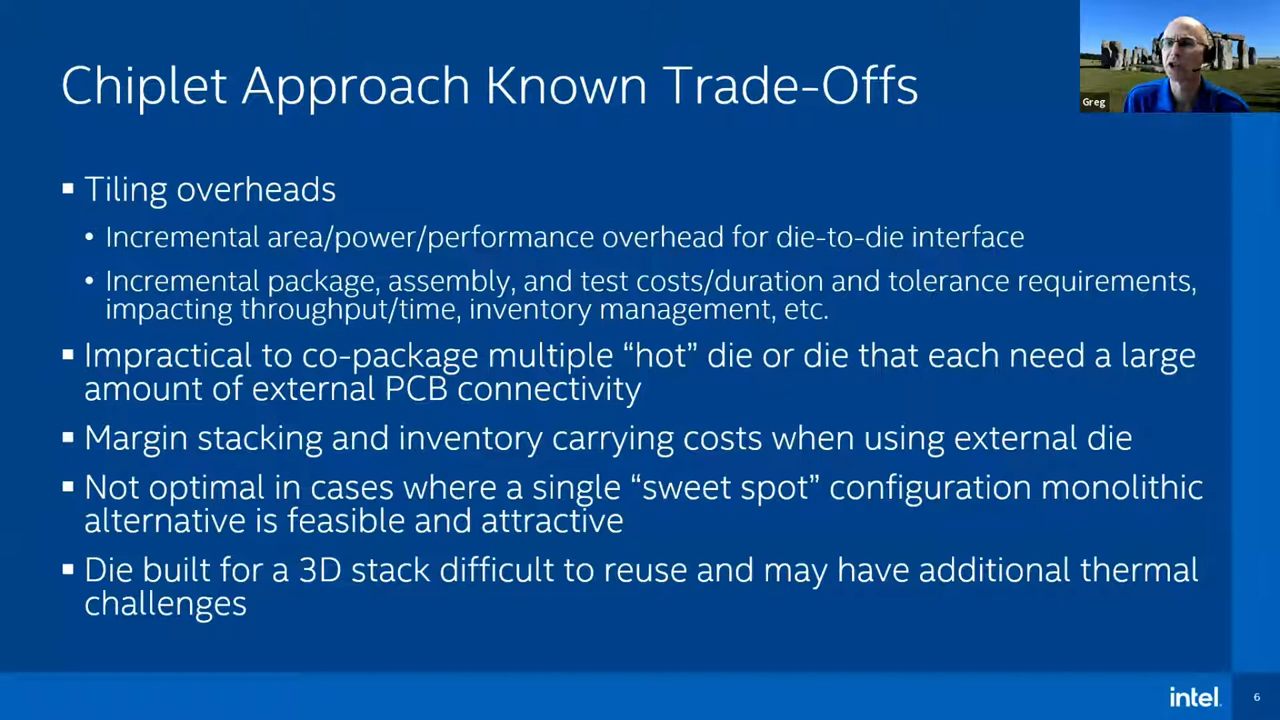 Chiplet Approach Known Trade-Offs
Greg
▪ Tiling overheads
• Incremental area/power/performance overhead for die-to-die interface
• Incremental package, assembly, and test costs/duration and tolerance requirements,
impacting throughput/time, inventory management, etc.
▪ Impractical to co-package multiple “hot” die or die that each need a large
amount of external PCB connectivity
▪ Margin stacking and inventory carrying costs when using external die
▪ Not optimal in cases where a single “sweet spot” configuration monolithic
alternative is feasible and attractive
▪ Die built for a 3D stack difficult to reuse and may have additional thermal
challenges
intel.
6